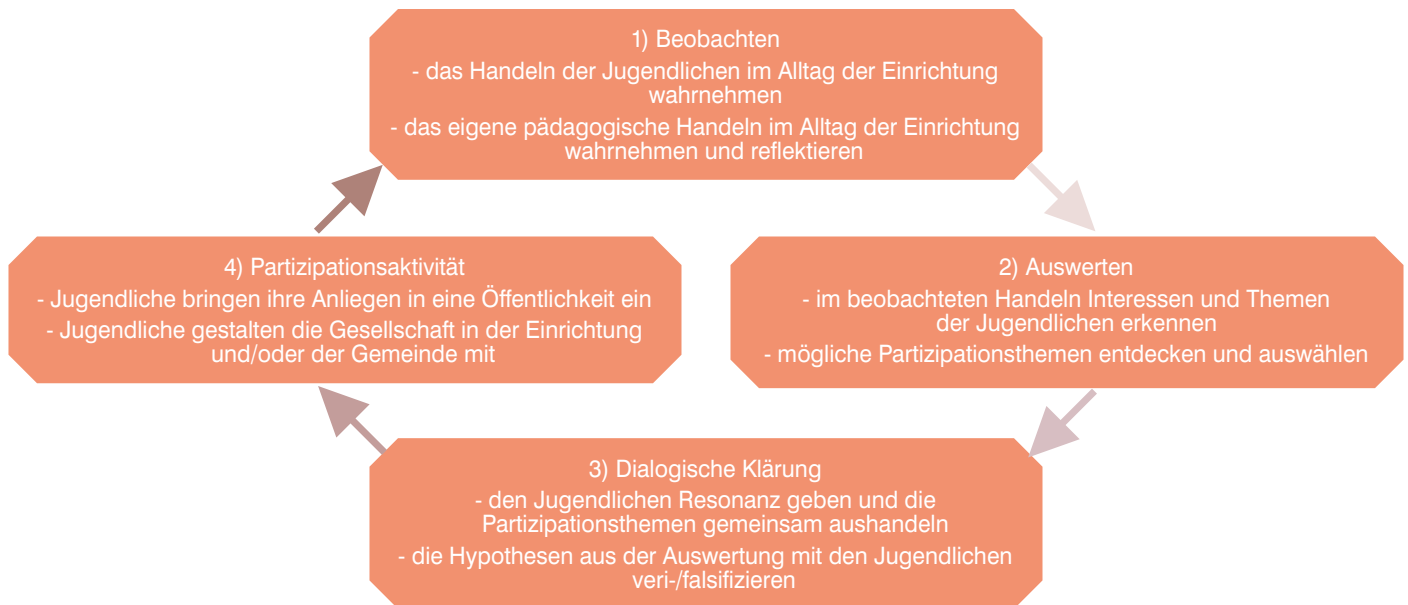 1) Beobachten
- das Handeln der Jugendlichen im Alltag der Einrichtung
wahrnehmen
- das eigene pädagogische Handeln im Alltag der Einrichtung
wahrnehmen und reflektieren
2) Auswerten
- im beobachteten Handeln Interessen und Themen
der Jugendlichen erkennen
- mögliche Partizipationsthemen entdecken und auswählen
3) Dialogische Klärung
- den Jugendlichen Resonanz geben und die
Partizipationsthemen gemeinsam aushandeln
- die Hypothesen aus der Auswertung mit den Jugendlichen
veri-/falsifizieren
4) Partizipationsaktivität
- Jugendliche bringen ihre Anliegen in eine Öffentlichkeit ein
- Jugendliche gestalten die Gesellschaft in der Einrichtung
und/oder der Gemeinde mit